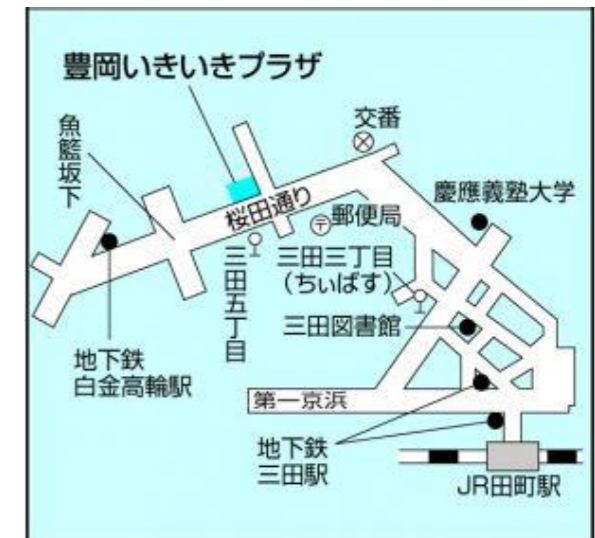 豊岡いきいきプラザ
交番
魚籃坂下
慶應義塾大学
桜田通り
〒郵便局
三田三丁目
（ちぃばす）
三田五丁目
三田図書館
地下鉄
白金高輪駅
第一京浜
地下鉄
三田駅
JR田町駅